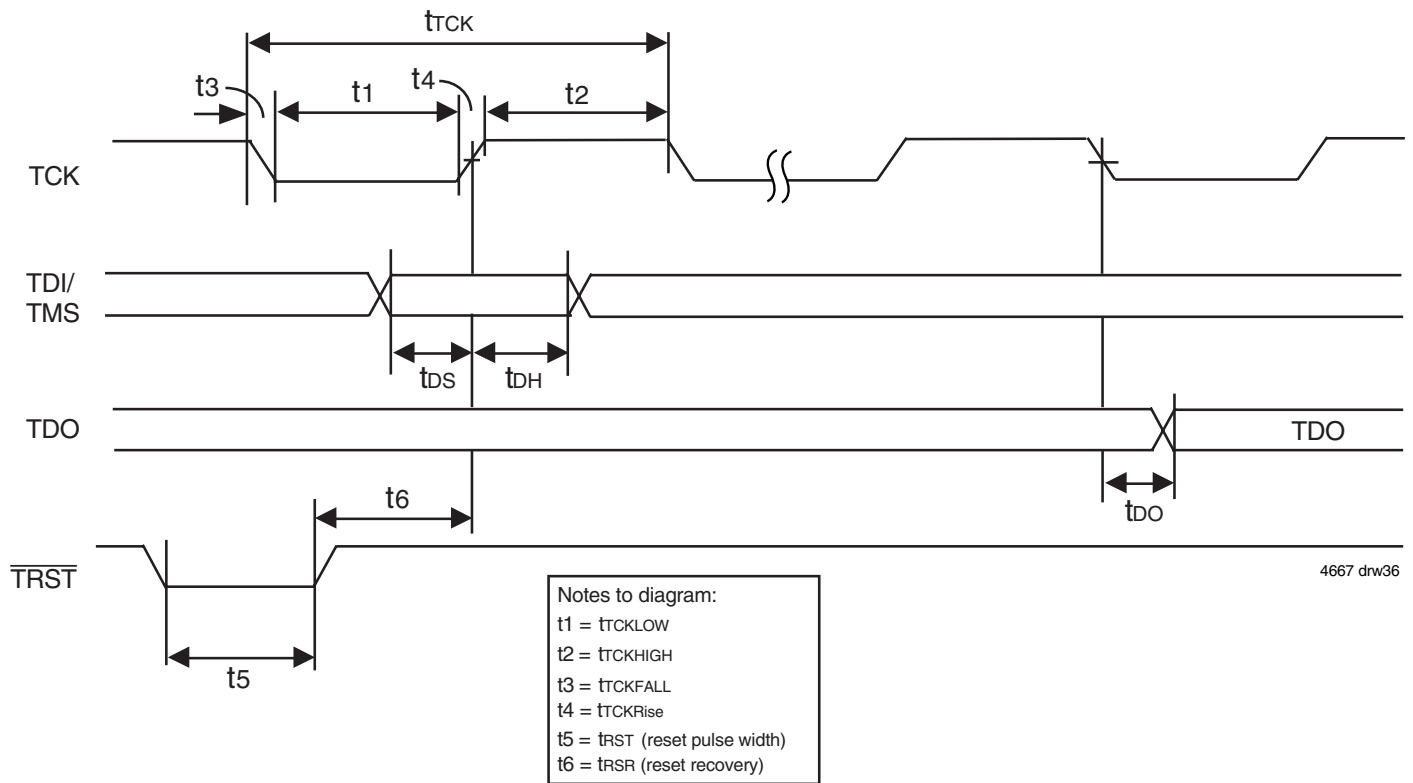 tTCK
t3
t1
t4
t2
TCK
TDI/
TMS
tDS
tDH
TDO
TDO
t6
tDO
TRST
4667 drw36
t5
Notes to diagram:
t1 = tTCKLOW
t2 = tTCKHIGH
t3 = tTCKFALL
t4 = tTCKRise
t5 = tRST (reset pulse width)
t6 = tRSR (reset recovery)